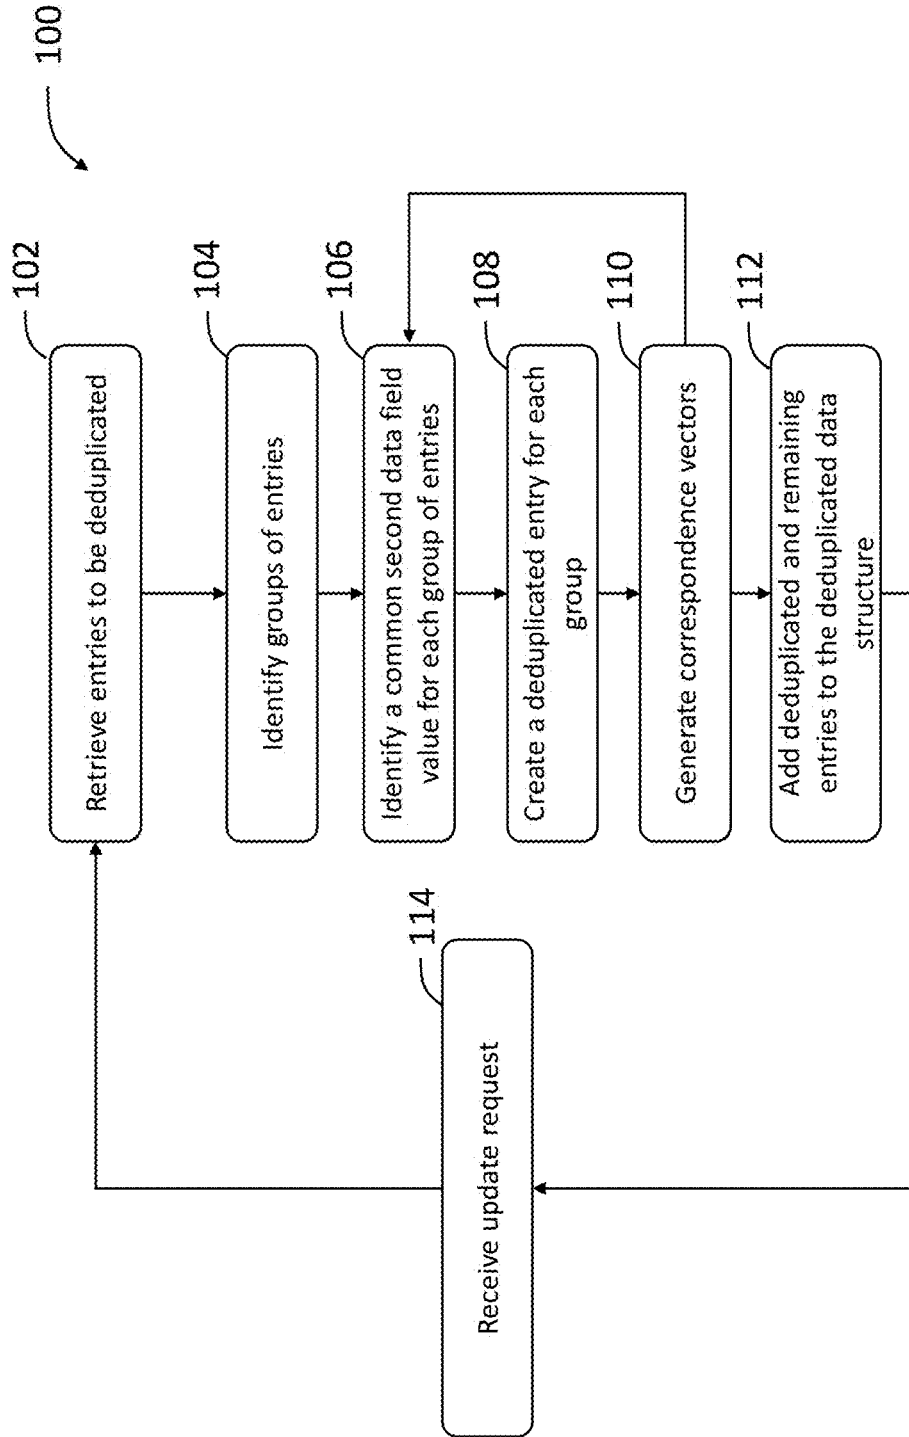 100
102
Retrieve entries to be deduplicated
104
Identify groups of entries
106
Identify a common second data field
value for each group of entries
108
Create a deduplicated entry for each
group
110
Generate correspondence vectors
112
Add deduplicated and remaining
entries to the deduplicated data
structure
114
Receive update request